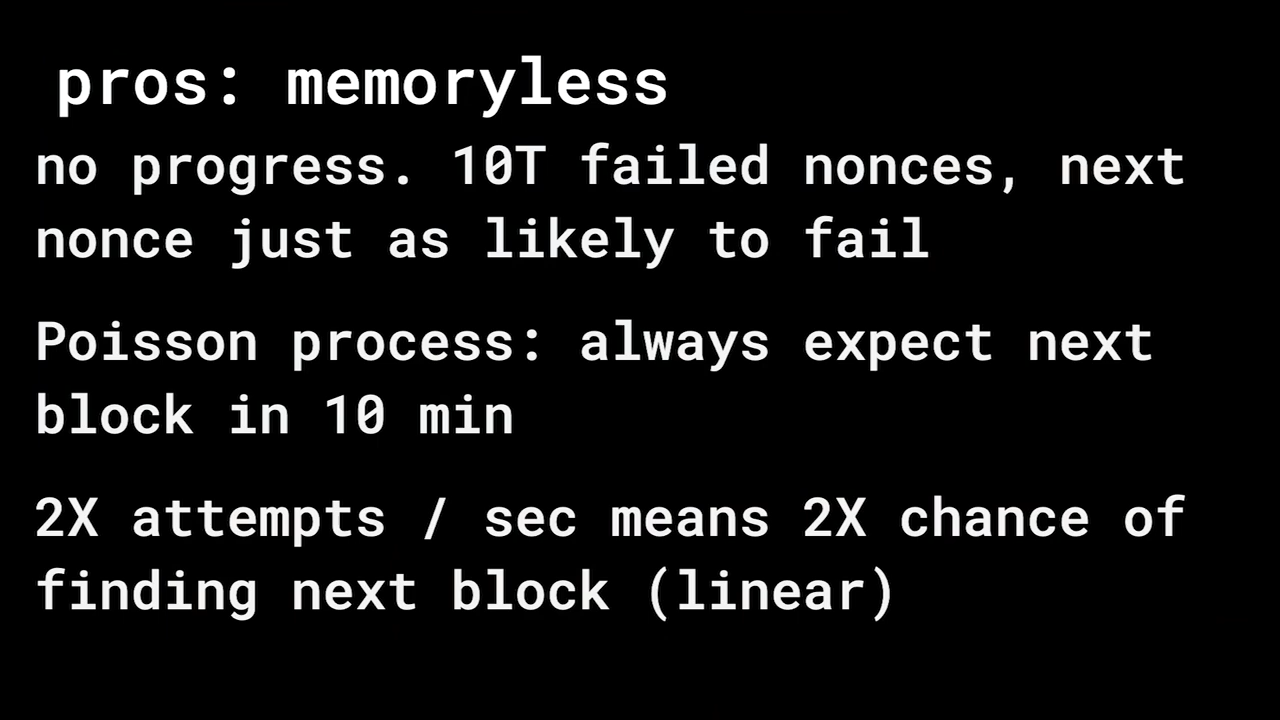 pros: memoryless
no progress. 10T failed nonces, next
nonce just as likely to fail
Poisson process: always expect next
block in 10 min
2X attempts / sec means 2X chance of
finding next block (linear)